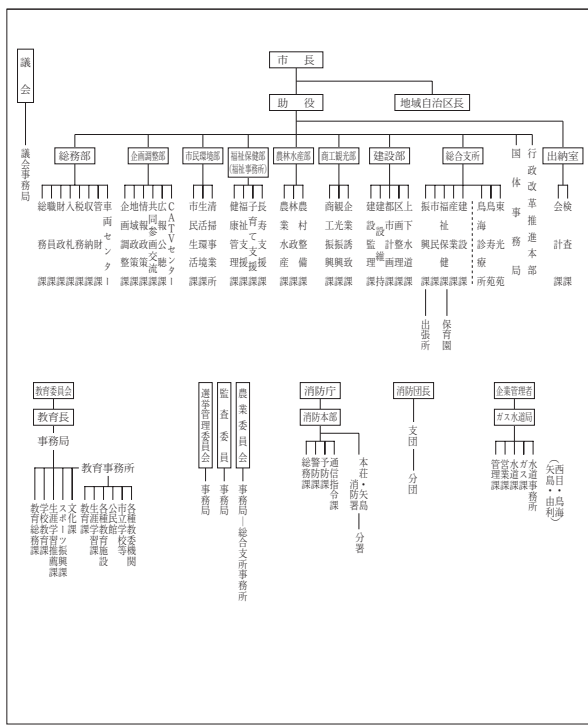 議会
議会事務局
市長
助役
地域自治区長
総務部
総務課
職員課
財政課
入札課
税務課
収納課
管財課
車両センター
企画調整部
企画調整課
地域政策課
情報政策課
共同参画交流課
広報公聴課
CATVセンター
市民環境部
市民生活課
生活環境課
清掃事業所
福祉保健部
(福祉事務所)
健康管理課
福祉支援課
子育て支援課
長寿支援課
農林水産部
農業水産課
林務課
農村整備課
商工観光部
商工振興課
観光振興課
企業誘致課
建設部
建設監理課
建設維持課
都市計画課
区画整理課
上下水道課
総合支所
振興課
市民課
福祉保健課
産業課
建設課
鳥海診療所
鳥寿苑
東光苑
出張所
保育園
国体事務局
行政改革推進本部
出納室
会計課
検査課
教育委員会
教育長
事務局
教育総務課
学校教育課
生涯学習推薦課
スポーツ振興課
文化課
教育事務所
教育課
生涯学習課
各種教育施設
公民館
市立学校等
各種教委機関
選挙管理委員会
事務局
監査委員
事務局
農業委員会
事務局
総合支所事務所
消防庁
消防本部
総務課
警防課
予防課
通信指令課
本荘・矢島
消防署
分署
消防団長
支団
分団
企業管理者
ガス水道局
管理課
営業課
水道課
ガス課
水道事務所
(西目・鳥海
矢島・由利)